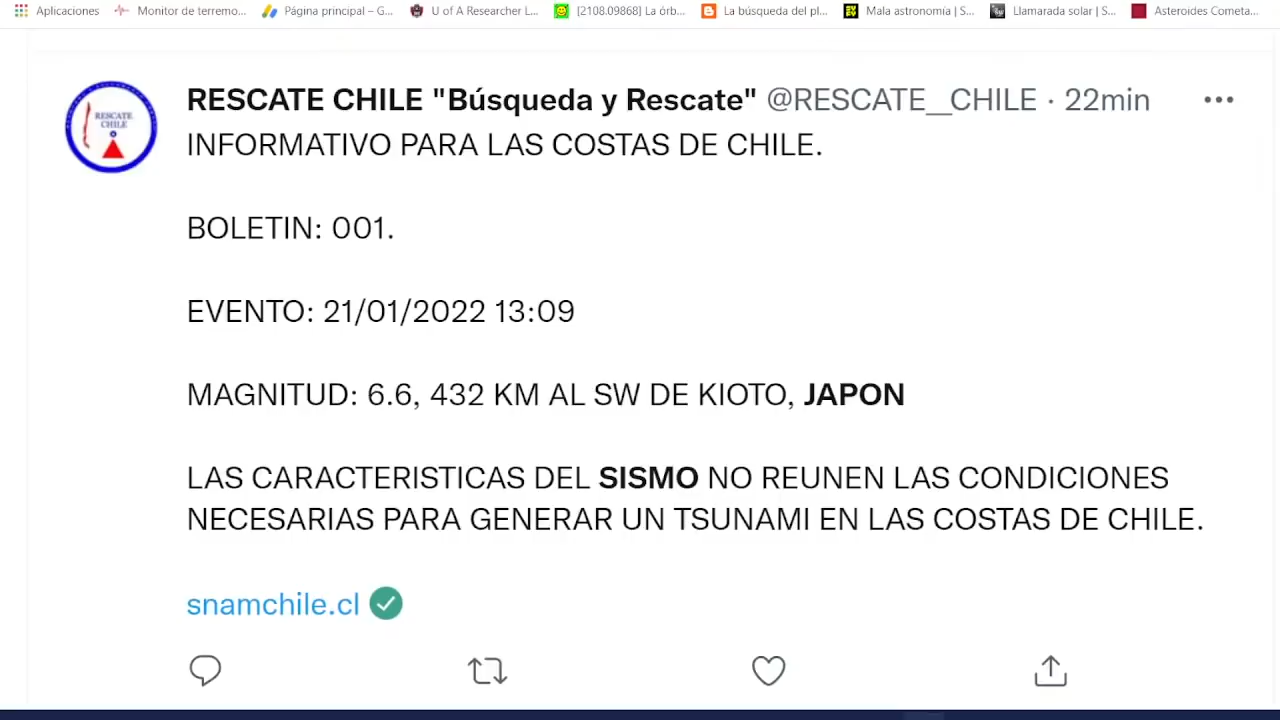 Aplicaciones Monitor de terremo... Página principal – G... U of A Researcher L... [2108.09868] La órb... La búsqueda del pl... Mala astronomía | S... Llamarada solar | S... Asteroides Cometa...
RESCATE CHILE "Búsqueda y Rescate" @RESCATE__CHILE · 22min
RESCATE
CHILE
INFORMATIVO PARA LAS COSTAS DE CHILE.
BOLETIN: 001.
EVENTO: 21/01/2022 13:09
MAGNITUD: 6.6, 432 KM AL SW DE KIOTO, JAPON
LAS CARACTERISTICAS DEL SISMO NO REUNEN LAS CONDICIONES
NECESARIAS PARA GENERAR UN TSUNAMI EN LAS COSTAS DE CHILE.
snamchile.cl